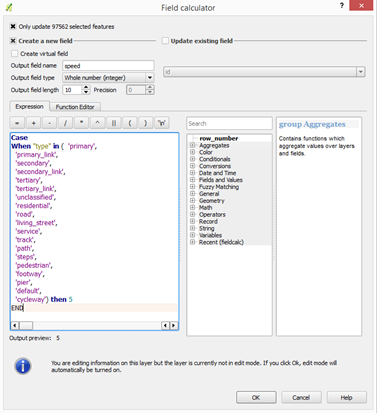 Field calculator
Only update 97562 selected features
Create a new field
Update existing field
Create virtual field
Output field name speed
Output field type Whole number (integer)
id
Output field length 10 Precision 0
Expression Function Editor
= + - / * ^ || ( ) '\n'
Search
group Aggregates
Case
When "type" in ( 'primary',
'primary_link',
'secondary',
'secondary_link',
'tertiary',
'tertiary_link',
'unclassified',
'residential',
'road',
'living_street',
'service',
'track',
'path',
'steps',
'pedestrian',
'footway',
'pier',
'default',
'cycleway') then 5
END
row_number
Aggregates
Color
Conditionals
Conversions
Date and Time
Fields and Values
Fuzzy Matching
General
Geometry
Math
Operators
Record
String
Variables
Recent (fieldcalc)
Contains functions which
aggregate values over layers
and fields.
Output preview: 5
You are editing information on this layer but the layer is currently not in edit mode. If you click Ok, edit mode will
automatically be turned on.
OK Cancel Help